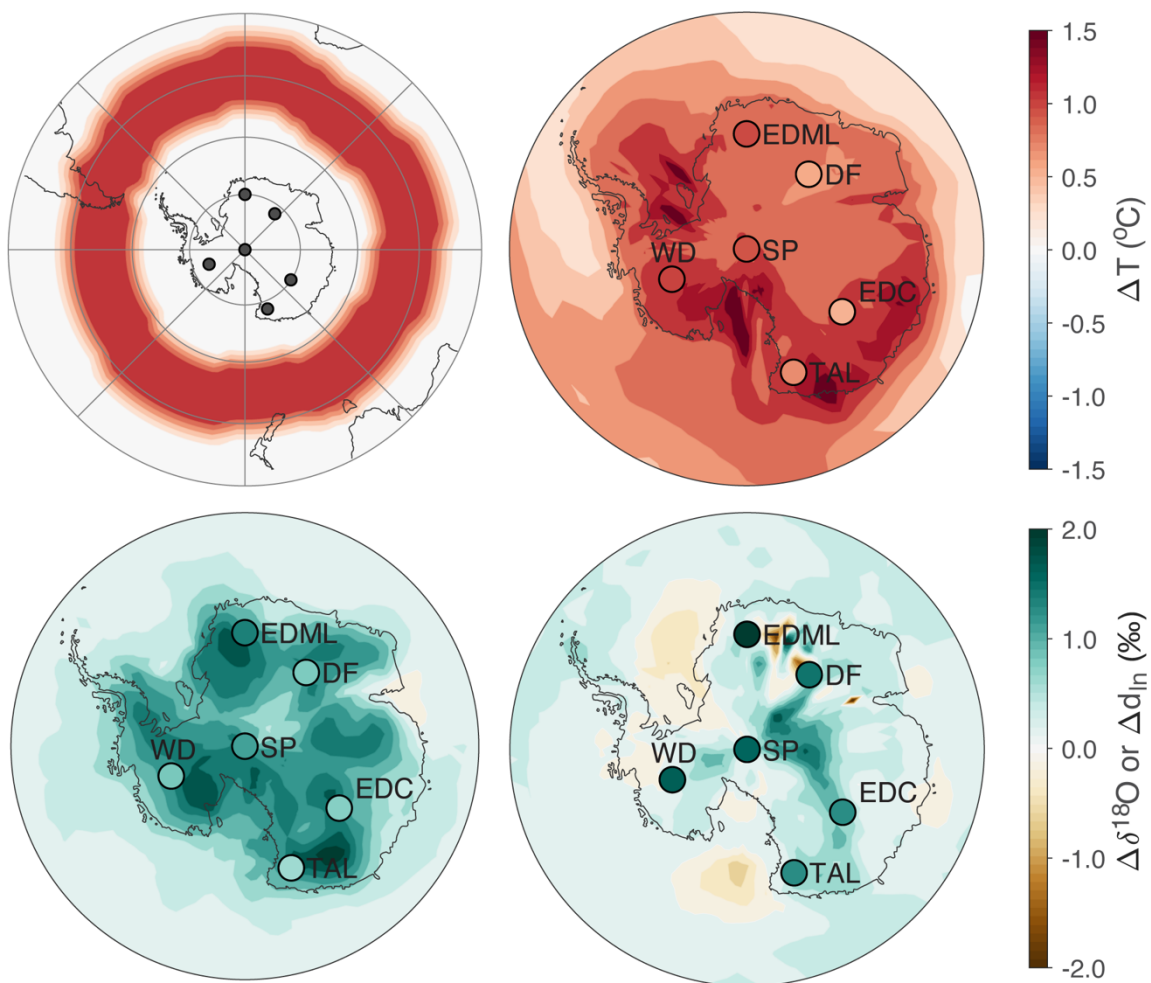 EDML
DF
WD
SP
EDC
TAL
1.5
1.0
0.5
0.0
-0.5
-1.0
-1.5
ΔT (⁰C)
EDML
DF
WD
SP
EDC
TAL
EDML
DF
WD
SP
EDC
TAL
2.0
1.0
0.0
-1.0
-2.0
Δδ¹⁸O or Δd_ln (‰)